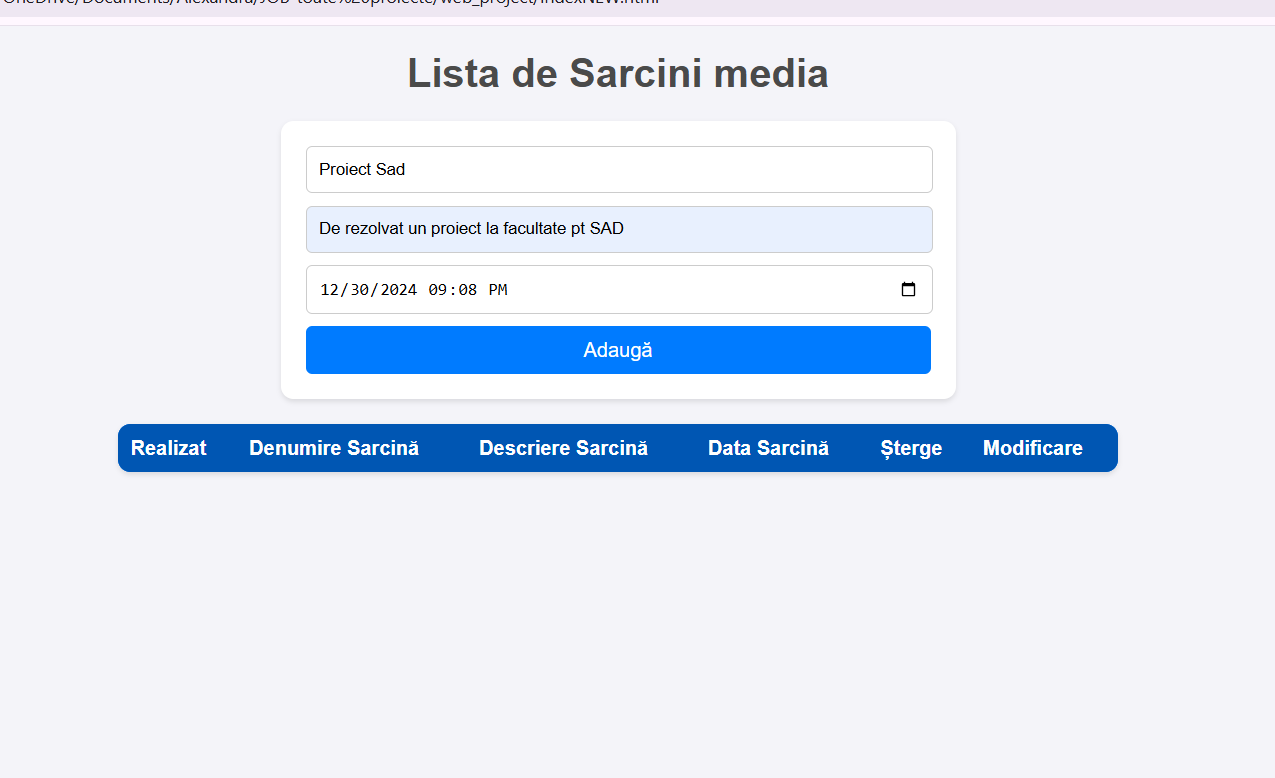 OneDrive/Documents/Alexandra/JOB-toate%20proiecte/web_project/indexNEW.html
Lista de Sarcini media
Proiect Sad
De rezolvat un proiect la facultate pt SAD
12/30/2024 09:08 PM
Adaugă
Realizat Denumire Sarcină Descriere Sarcină Data Sarcină Șterge Modificare